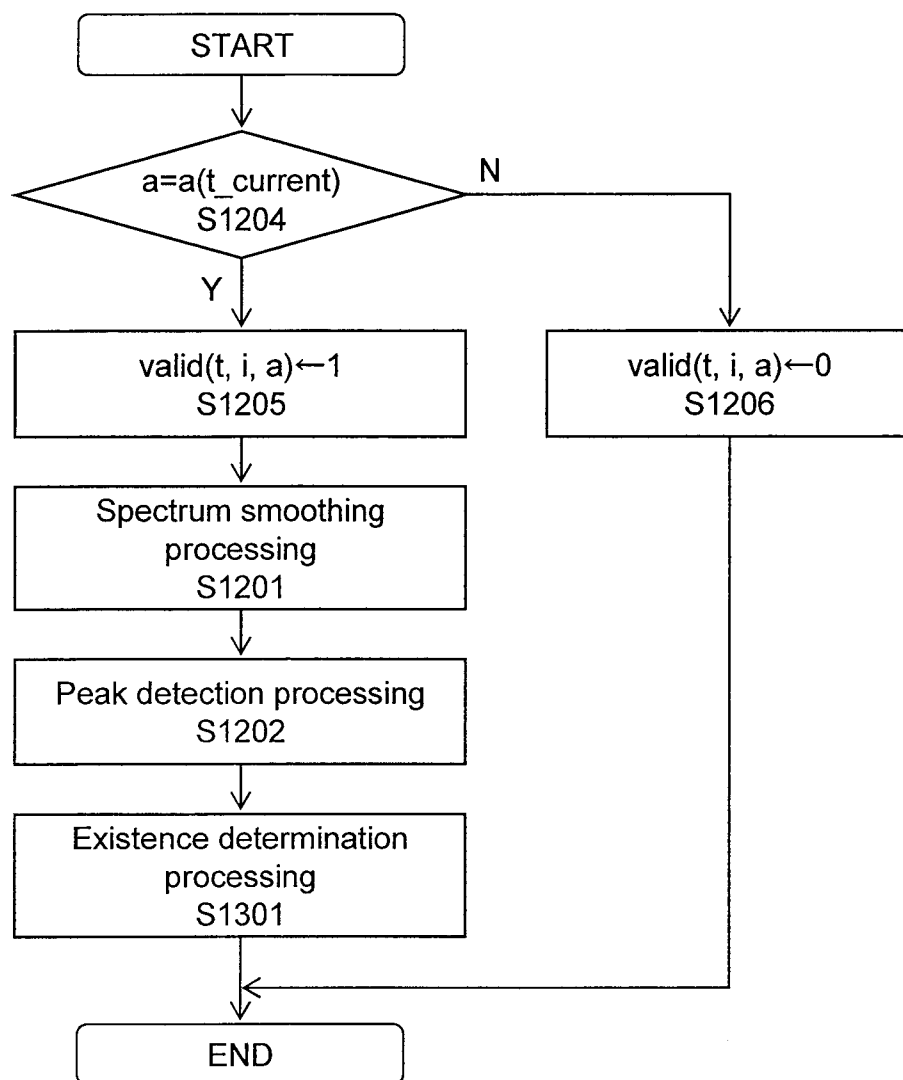 START
a=a(t_current)
S1204
N
Y
valid(t, i, a)←1
S1205
valid(t, i, a)←0
S1206
Spectrum smoothing
processing
S1201
Peak detection processing
S1202
Existence determination
processing
S1301
END